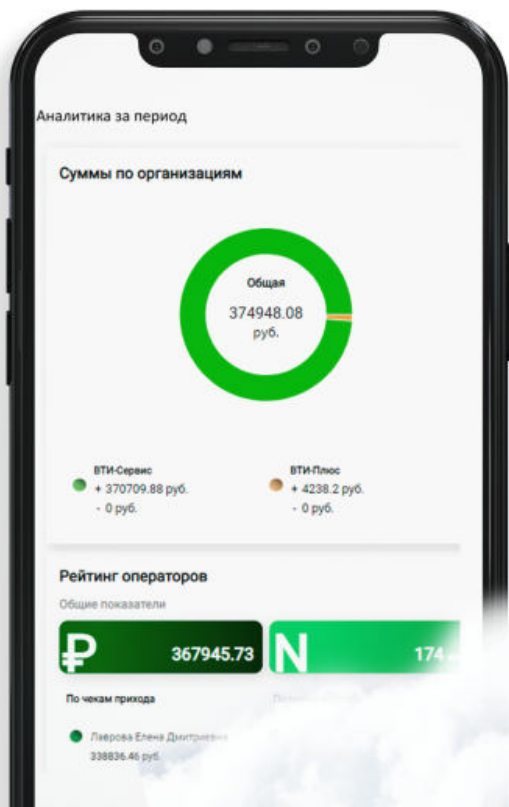 Аналитика за период
Суммы по организациям
Общая
374948.08
руб.
ВТИ-Сервис
+ 370709.88 руб.
- 0 руб.
ВТИ-Плюс
+ 4238.2 руб.
- 0 руб.
Рейтинг операторов
Общие показатели
₽ 367945.73
N 174
По чекам прихода
Лаврова Елена Дмитриевна
338836.46 руб.